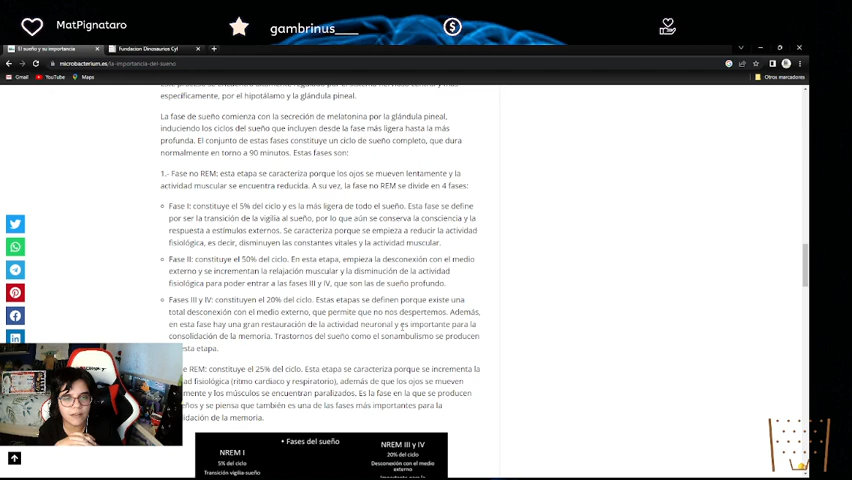 MatPignataro
gambrinus____
El sueño y su importancia
Fundacion Dinosaurios Cyl
microbacterium.es/la-importancia-del-sueno
Gmail
YouTube
Maps
Otros marcadores
específicamente, por el hipotálamo y la glándula pineal.
La fase de sueño comienza con la secreción de melatonina por la glándula pineal,
induciendo los ciclos del sueño que incluyen desde la fase más ligera hasta la más
profunda. El conjunto de estas fases constituye un ciclo de sueño completo, que dura
normalmente en torno a 90 minutos. Estas fases son:
1.- Fase no REM; esta etapa se caracteriza porque los ojos se mueven lentamente y la
actividad muscular se encuentra reducida. A su vez, la fase no REM se divide en 4 fases:
Fase I: constituye el 5% del ciclo y es la más ligera de todo el sueño. Esta fase se define
por ser la transición de la vigilia al sueño, por lo que aún se conserva la consciencia y la
respuesta a estímulos externos. Se caracteriza porque se empieza a reducir la actividad
fisiológica, es decir, disminuyen las constantes vitales y la actividad muscular.
Fase II: constituye el 50% del ciclo. En esta etapa, empieza la desconexión con el medio
externo y se incrementan la relajación muscular y la disminución de la actividad
fisiológica para poder entrar a las fases III y IV, que son las de sueño profundo.
Fases III y IV: constituyen el 20% del ciclo. Estas etapas se definen porque existe una
total desconexión con el medio externo, que permite que no nos despertemos. Además,
en esta fase hay una gran restauración de la actividad neuronal y es importante para la
consolidación de la memoria. Trastornos del sueño como el sonambulismo se producen
esta etapa.
REM: constituye el 25% del ciclo. Esta etapa se caracteriza porque se incrementa la
fisiológica (ritmo cardiaco y respiratorio), además de que los ojos se mueven
y los músculos se encuentran paralizados. Es la fase en la que se producen
y se piensa que también es una de las fases más importantes para la
de la memoria.
• Fases del sueño
NREM I
5% del ciclo
Transición vigilia-sueño
NREM III y IV
20% del ciclo
Desconexión con el medio
externo